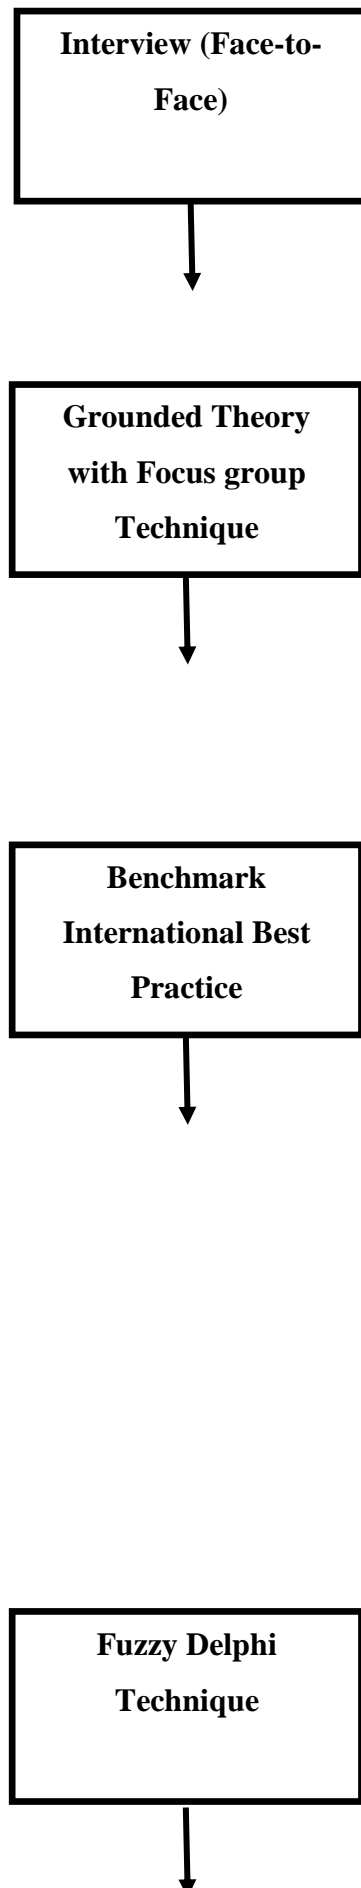 Interview (Face-to-
Face)
Grounded Theory
with Focus group
Technique
Benchmark
International Best
Practice
Fuzzy Delphi
Technique